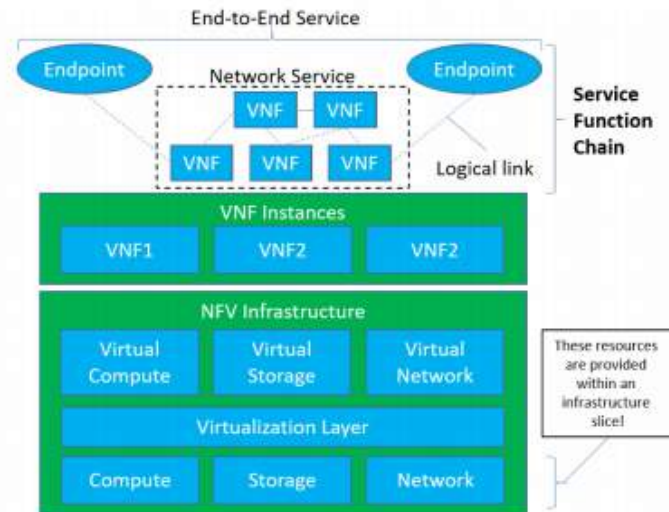 End-to-End Service
Endpoint
Endpoint
Network Service
VNF
VNF
VNF
VNF
VNF
Service
Function
Chain
Logical link
VNF Instances
VNF1
VNF2
VNF2
NFV Infrastructure
Virtual
Compute
Virtual
Storage
Virtual
Network
These resources
are provided
within an
infrastructure
slice!
Virtualization Layer
Compute
Storage
Network